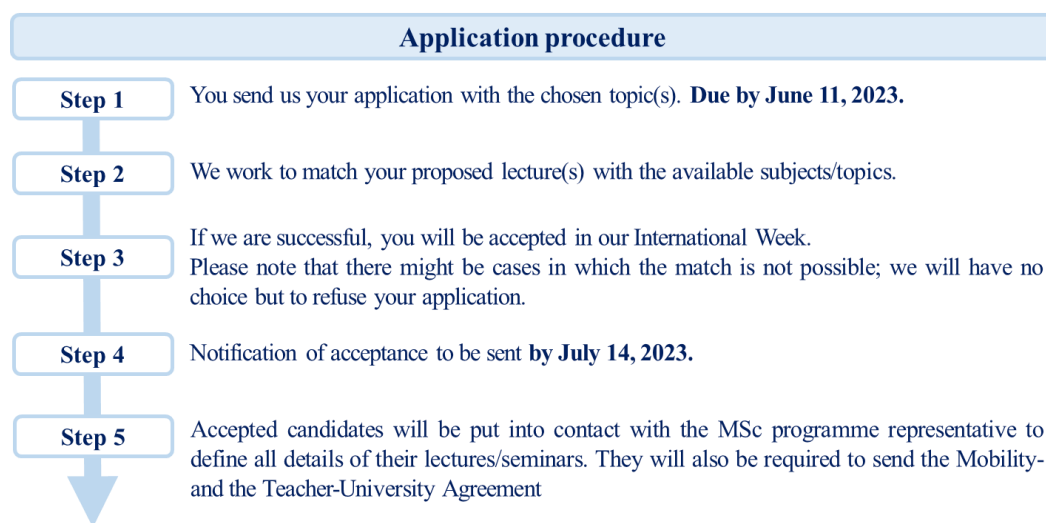 Application procedure
Step 1
You send us your application with the chosen topic(s). Due by June 11, 2023.
Step 2
We work to match your proposed lecture(s) with the available subjects/topics.
Step 3
If we are successful, you will be accepted in our International Week.
Please note that there might be cases in which the match is not possible; we will have no
choice but to refuse your application.
Step 4
Notification of acceptance to be sent by July 14, 2023.
Step 5
Accepted candidates will be put into contact with the MSc programme representative to
define all details of their lectures/seminars. They will also be required to send the Mobility-
and the Teacher-University Agreement